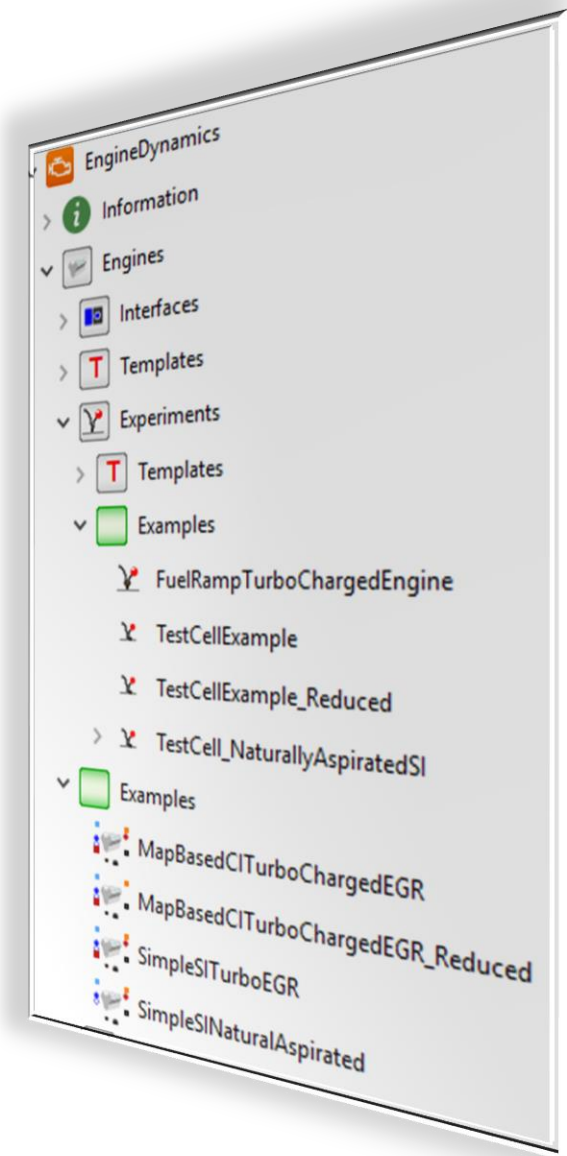 EngineDynamics
Information
Engines
Interfaces
Templates
Experiments
Templates
Examples
FuelRampTurboChargedEngine
TestCellExample
TestCellExample_Reduced
TestCell_NaturallyAspiratedSI
Examples
MapBasedCITurboChargedEGR
MapBasedCITurboChargedEGR_Reduced
SimpleSITurboEGR
SimpleSINaturalAspirated